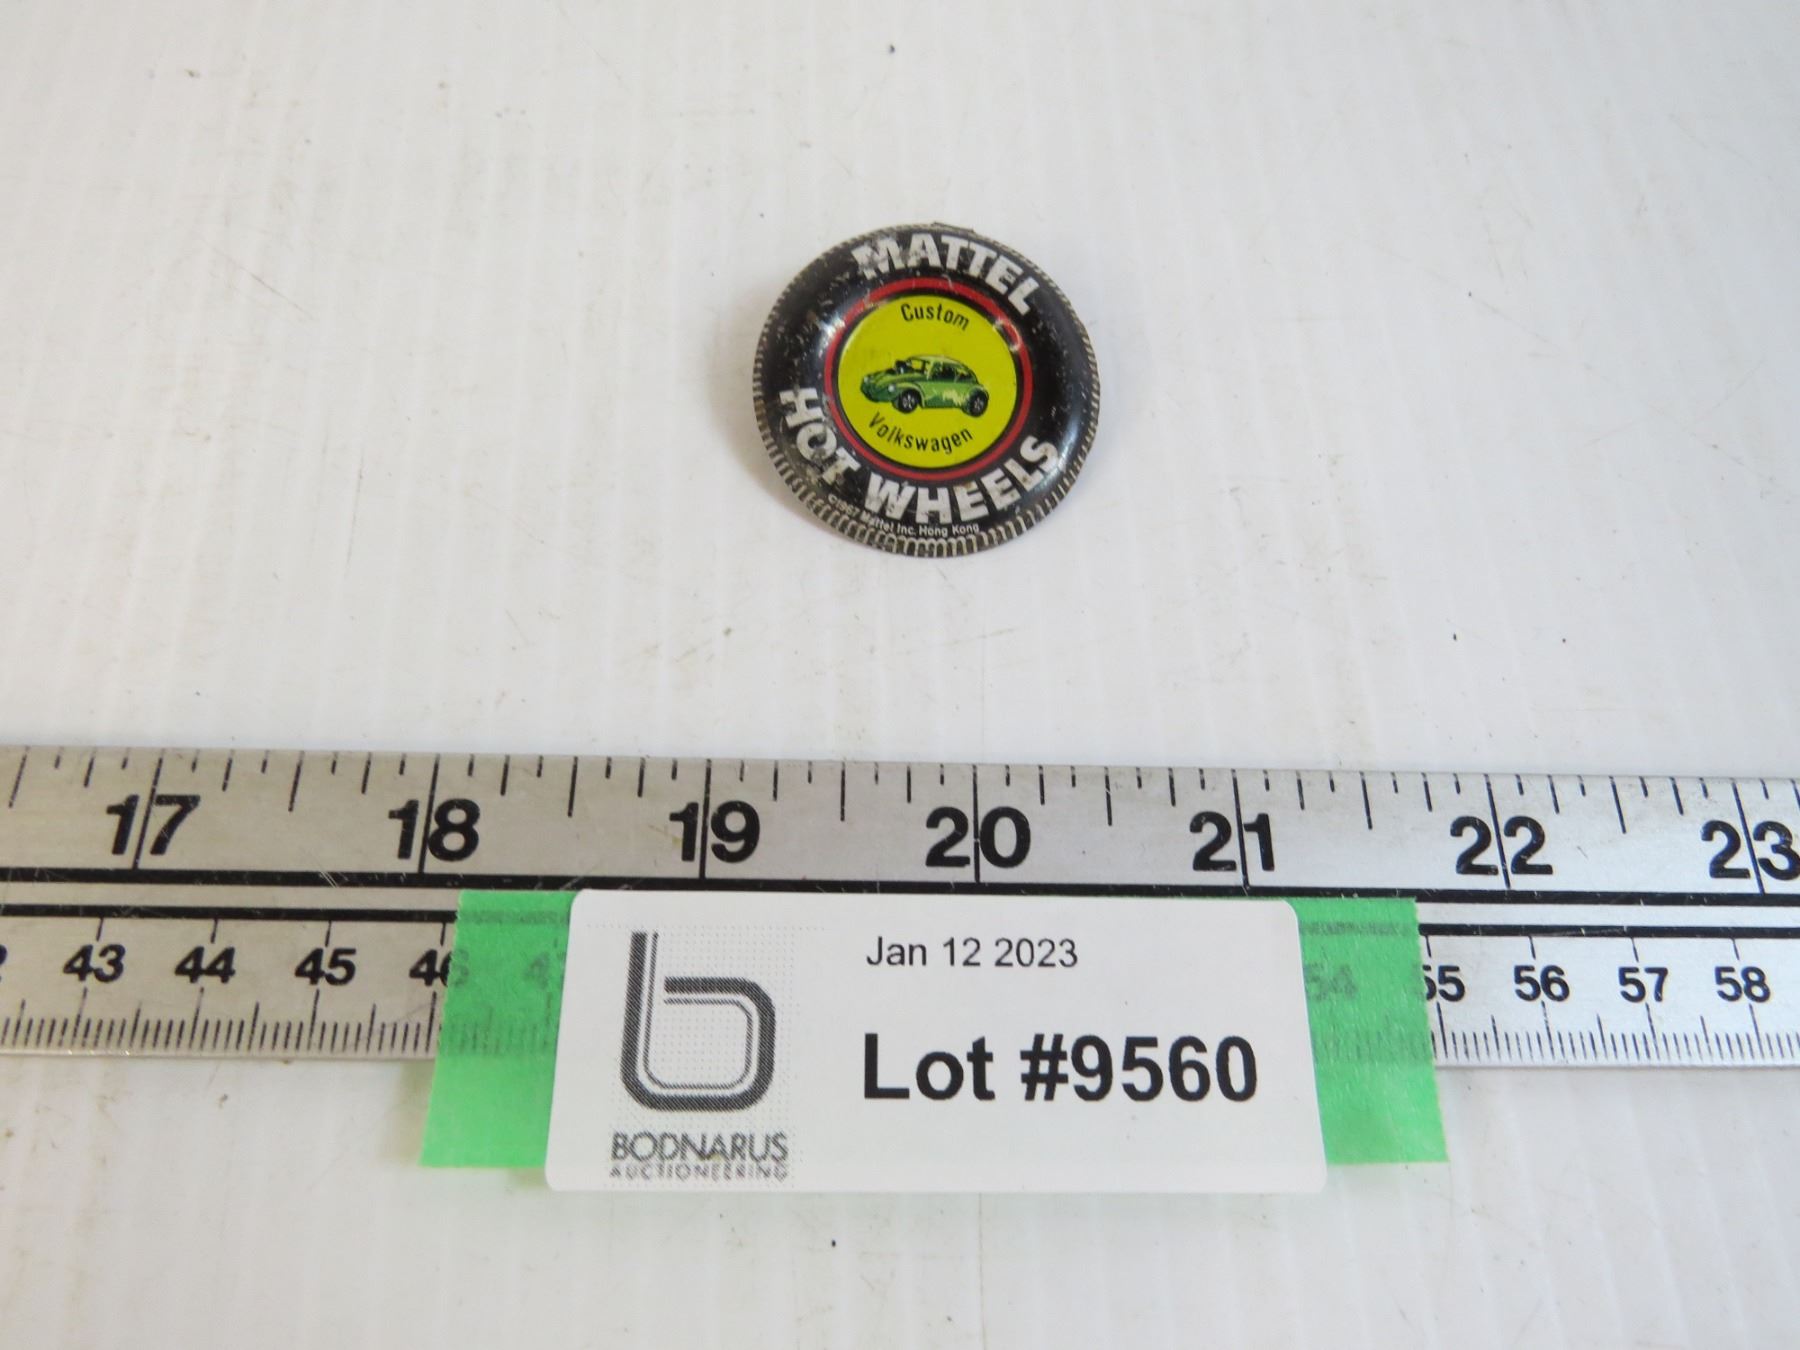 MATTEL
Custom
Volkswagen
HOT WHEELS
©1967 Mattel Inc. Hong Kong
17 18 19 20 21 22 23
43 44 45 46 54 55 56 57 58
Jan 12 2023
Lot #9560
b
BODNARUS
AUCTIONEERING